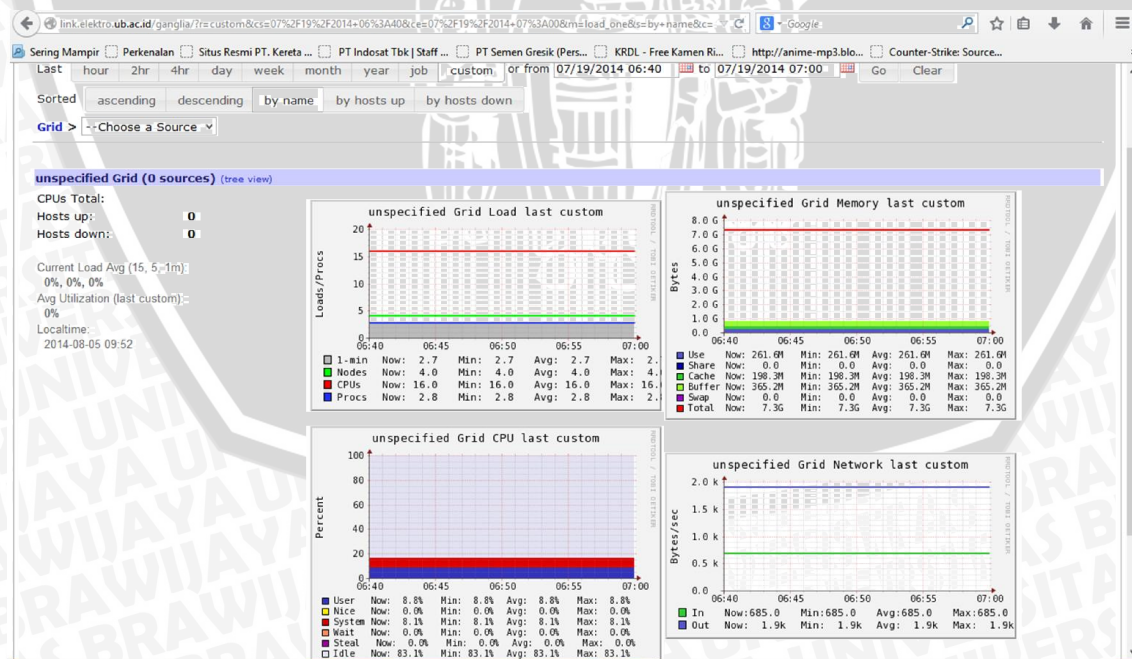 link.elektro.ub.ac.id/ganglia/?r=custom&cs=07%2F19%2F2014+06%3A40&ce=07%2F19%2F2014+07%3A00&m=load_one&s=by+name&c=
Google
Sering Mampir Perkenalan Situs Resmi PT. Kereta ... PT Indosat Tbk | Staff ... PT Semen Gresik (Pers... KRDL - Free Kamen Ri... http://anime-mp3.blo... Counter-Strike: Source...
Last hour 2hr 4hr day week month year job custom or from 07/19/2014 06:40 to 07/19/2014 07:00 Go Clear
Sorted ascending descending by name by hosts up by hosts down
Grid > --Choose a Source
unspecified Grid (0 sources) (tree view)
CPUs Total:
Hosts up: 0
Hosts down: 0
Current Load Avg (15, 5, 1m):
0%, 0%, 0%
Avg Utilization (last custom):
0%
Localtime:
2014-08-05 09:52
unspecified Grid Load last custom
RRDTOOL / TOBI OETIKER
Loads/Procs
20
15
10
5
0
06:40 06:45 06:50 06:55 07:00
1-min Now: 2.7 Min: 2.7 Avg: 2.7 Max: 2.
Nodes Now: 4.0 Min: 4.0 Avg: 4.0 Max: 4.
CPUs Now: 16.0 Min: 16.0 Avg: 16.0 Max: 16.
Procs Now: 2.8 Min: 2.8 Avg: 2.8 Max: 2.
unspecified Grid Memory last custom
RRDTOOL / TOBI OETIKER
Bytes
8.0 G
7.0 G
6.0 G
5.0 G
4.0 G
3.0 G
2.0 G
1.0 G
0.0
06:40 06:45 06:50 06:55 07:00
Use Now: 261.6M Min: 261.6M Avg: 261.6M Max: 261.6M
Share Now: 0.0 Min: 0.0 Avg: 0.0 Max: 0.0
Cache Now: 198.3M Min: 198.3M Avg: 198.3M Max: 198.3M
Buffer Now: 365.2M Min: 365.2M Avg: 365.2M Max: 365.2M
Swap Now: 0.0 Min: 0.0 Avg: 0.0 Max: 0.0
Total Now: 7.3G Min: 7.3G Avg: 7.3G Max: 7.3G
unspecified Grid CPU last custom
RRDTOOL / TOBI OETIKER
Percent
100
80
60
40
20
0
06:40 06:45 06:50 06:55 07:00
User Now: 8.8% Min: 8.8% Avg: 8.8% Max: 8.8%
Nice Now: 0.0% Min: 0.0% Avg: 0.0% Max: 0.0%
System Now: 8.1% Min: 8.1% Avg: 8.1% Max: 8.1%
Wait Now: 0.0% Min: 0.0% Avg: 0.0% Max: 0.0%
Steal Now: 0.0% Min: 0.0% Avg: 0.0% Max: 0.0%
Idle Now: 83.1% Min: 83.1% Avg: 83.1% Max: 83.1%
unspecified Grid Network last custom
RRDTOOL / TOBI OETIKER
Bytes/sec
2.0 k
1.5 k
1.0 k
0.5 k
0.0
06:40 06:45 06:50 06:55 07:00
In Now:685.0 Min:685.0 Avg:685.0 Max:685.0
Out Now: 1.9k Min: 1.9k Avg: 1.9k Max: 1.9k